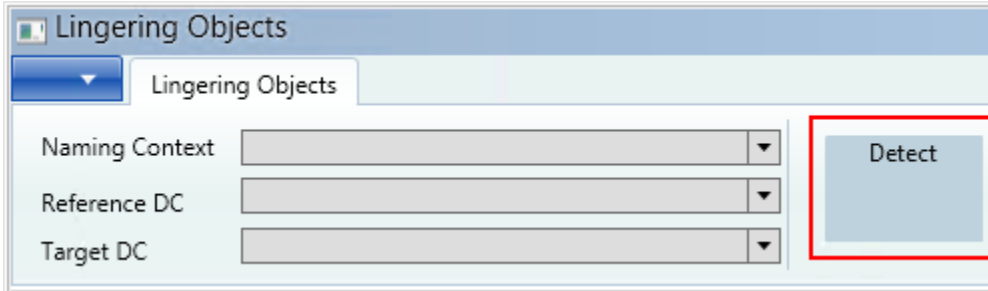 Lingering Objects
Lingering Objects
Naming Context
Detect
Reference DC
Target DC